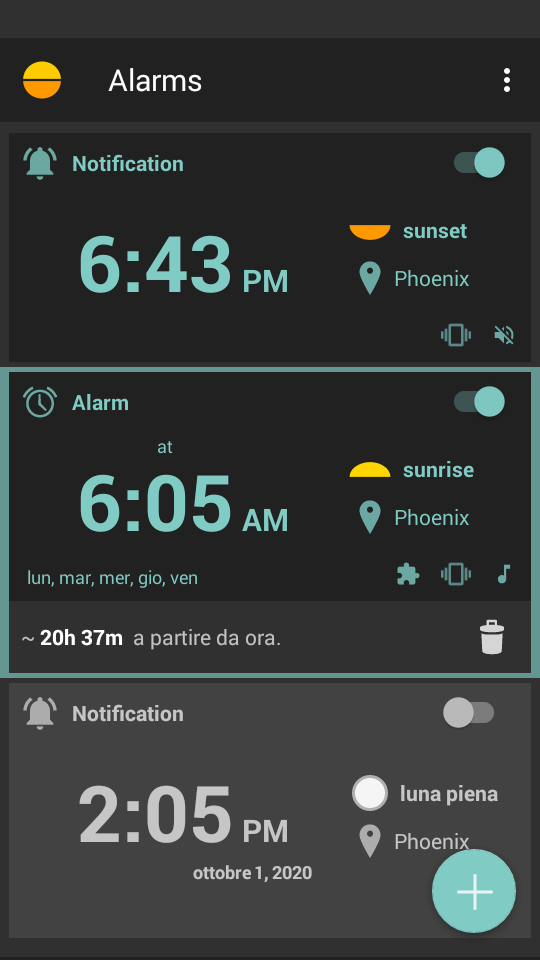 Alarms
Notification
6:43 PM
sunset
Phoenix
Alarm
at
6:05 AM
sunrise
Phoenix
lun, mar, mer, gio, ven
~ 20h 37m a partire da ora.
Notification
2:05 PM
luna piena
Phoenix
ottobre 1, 2020